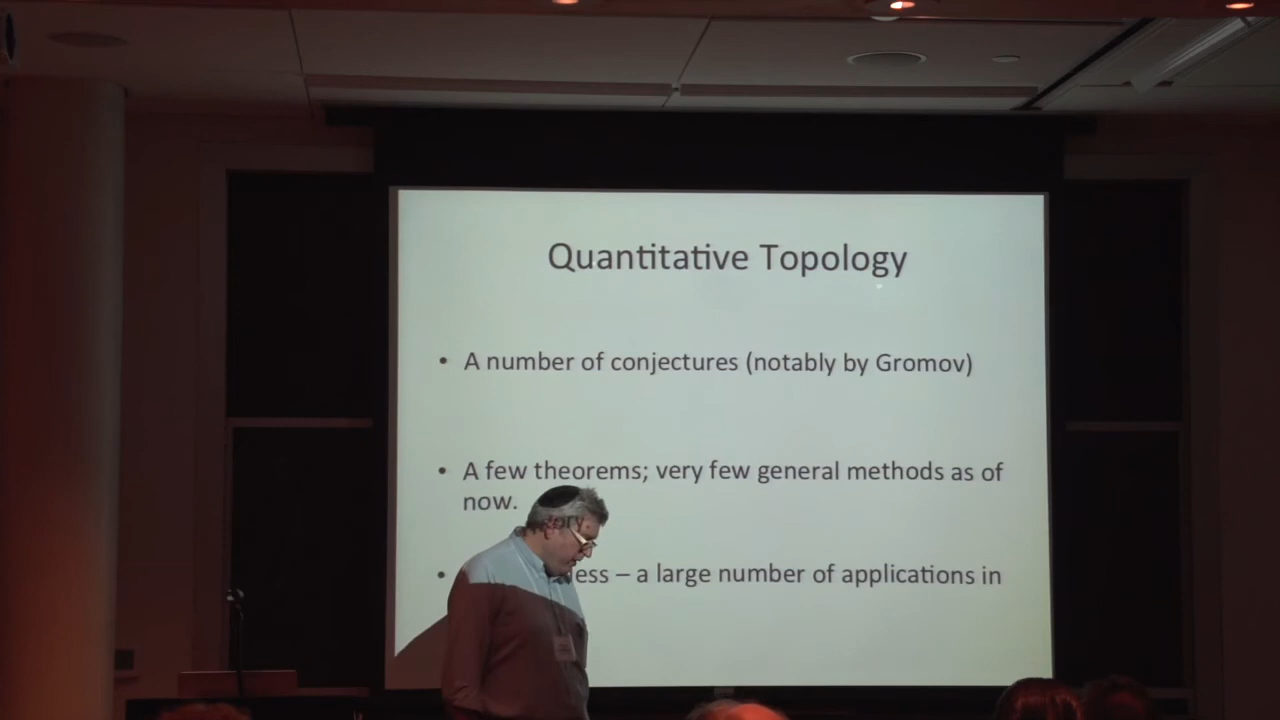 Quantitative Topology
• A number of conjectures (notably by Gromov)
• A few theorems; very few general methods as of
now.
• ess – a large number of applications in